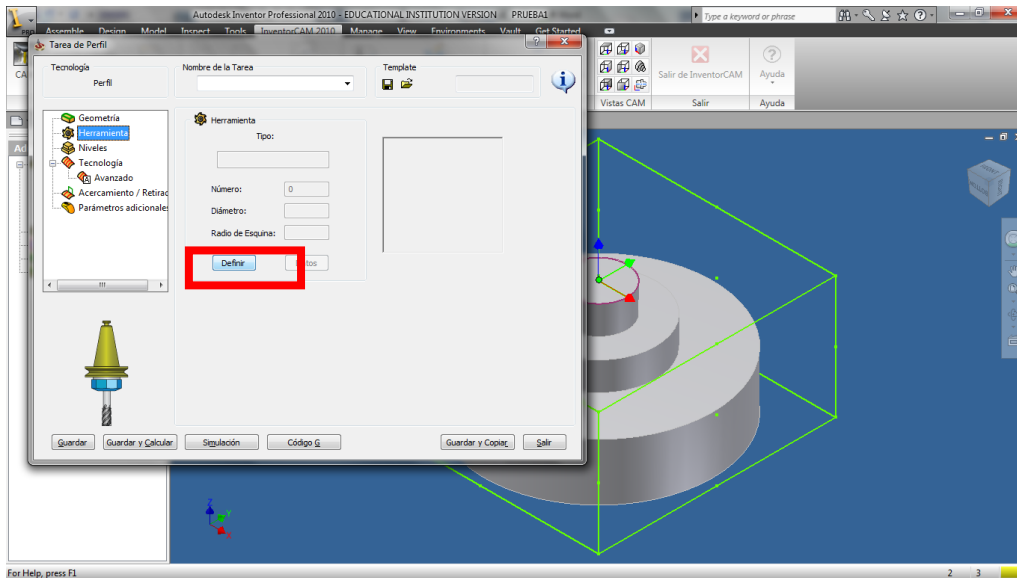 Autodesk Inventor Professional 2010 - EDUCATIONAL INSTITUTION VERSION PRUEBA1
Type a keyword or phrase
PRO Assemble Design Model Inspect Tools InventorCAM 2010 Manage View Environments Vault Get Started
Tarea de Perfil
Tecnología
Perfil
Nombre de la Tarea
Template
Salir de InventorCAM
Ayuda
Vistas CAM
Salir
Ayuda
Geometría
Herramienta
Niveles
Tecnología
Avanzado
Acercamiento / Retirad
Parámetros adicionales
Herramienta
Tipo:
Número:
0
Diámetro:
Radio de Esquina:
Definir
tos
Guardar
Guardar y Calcular
Simulación
Código G
Guardar y Copiar
Salir
Z
Y
X
For Help, press F1
2 3